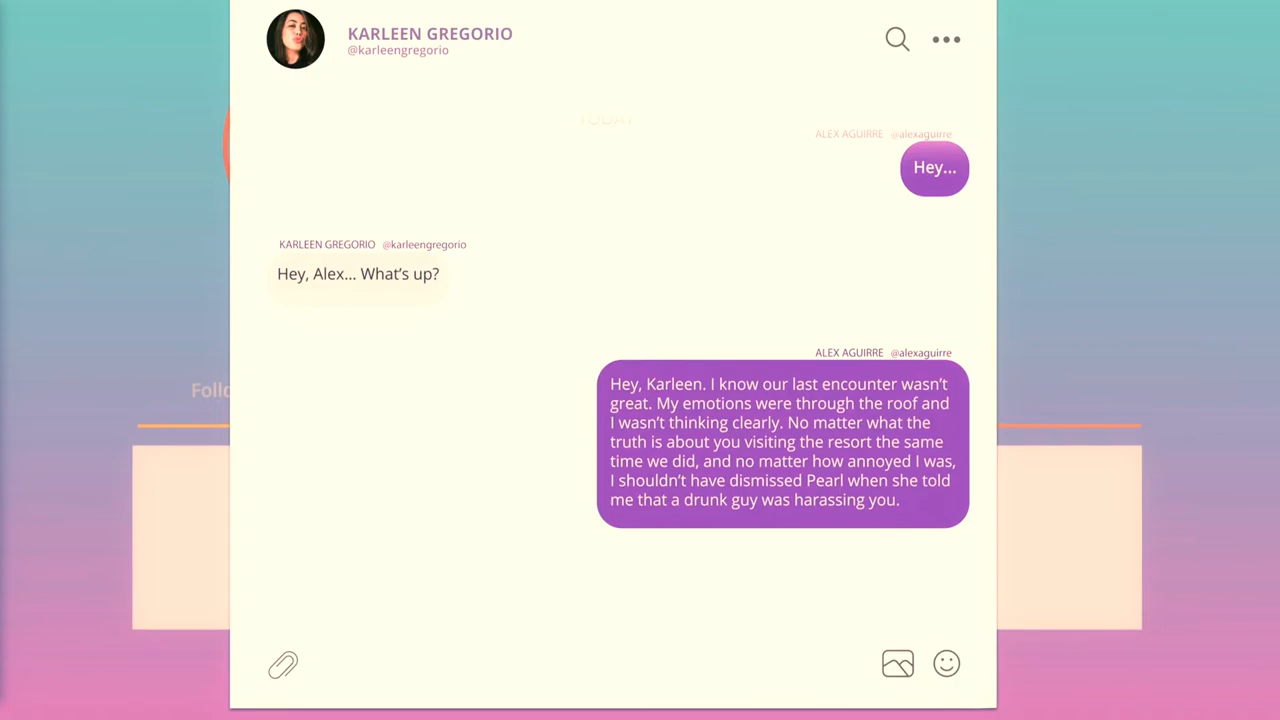 KARLEEN GREGORIO
@karleengregorio
TODAY
ALEX AGUIRRE @alexaguirre
Hey...
KARLEEN GREGORIO @karleengregorio
Hey, Alex... What's up?
ALEX AGUIRRE @alexaguirre
Hey, Karleen. I know our last encounter wasn't
great. My emotions were through the roof and
I wasn't thinking clearly. No matter what the
truth is about you visiting the resort the same
time we did, and no matter how annoyed I was,
I shouldn't have dismissed Pearl when she told
me that a drunk guy was harassing you.